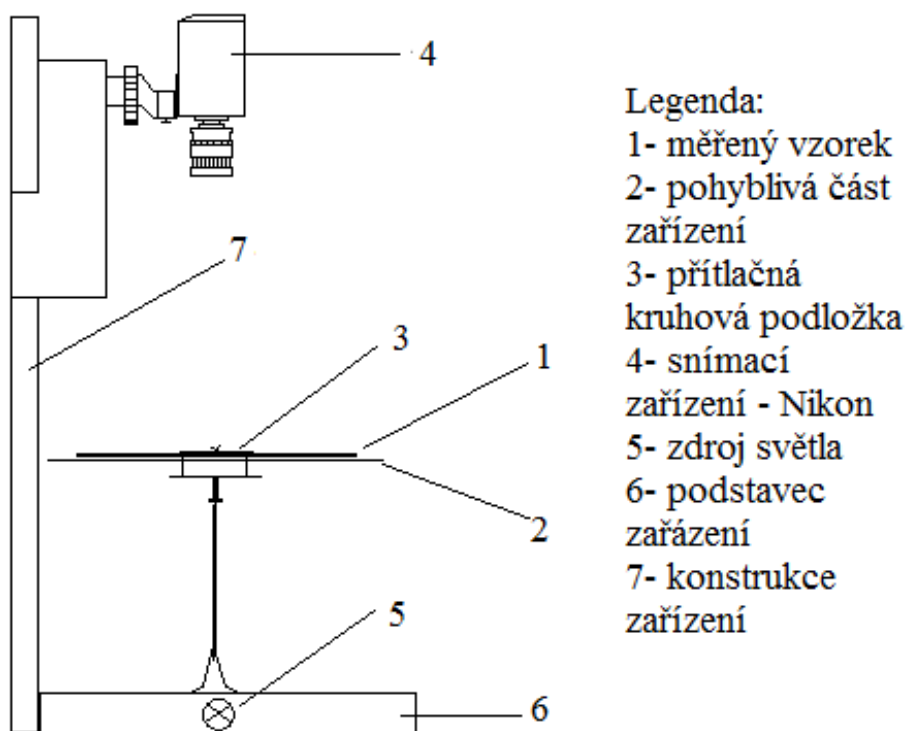 4
7
3
1
2
5
6
Legenda:
1- měřený vzorek
2- pohyblivá část
zařízení
3- přítlačná
kruhová podložka
4- snímací
zařízení - Nikon
5- zdroj světla
6- podstavec
zařázení
7- konstrukce
zařízení